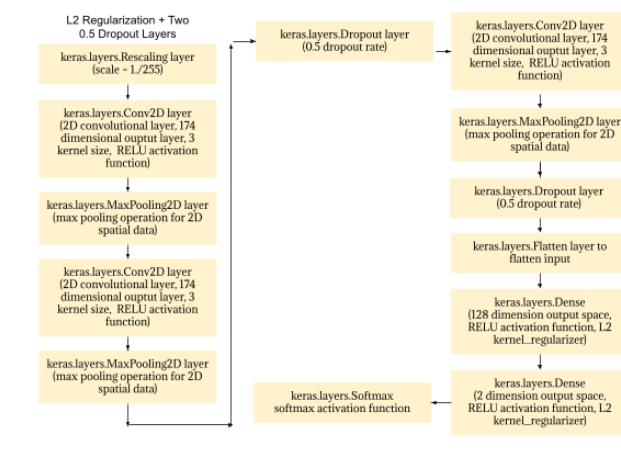 L2 Regularization + Two
0.5 Dropout Layers
keras.layers.Rescaling layer
(scale = 1./255)
keras.layers.Conv2D layer
(2D convolutional layer, 174
dimensional ouptut layer, 3
kernel size, RELU activation
function)
keras.layers.MaxPooling2D layer
(max pooling operation for 2D
spatial data)
keras.layers.Conv2D layer
(2D convolutional layer, 174
dimensional ouptut layer, 3
kernel size, RELU activation
function)
keras.layers.MaxPooling2D layer
(max pooling operation for 2D
spatial data)
keras.layers.Dropout layer
(0.5 dropout rate)
keras.layers.Conv2D layer
(2D convolutional layer, 174
dimensional ouptut layer, 3
kernel size, RELU activation
function)
keras.layers.MaxPooling2D layer
(max pooling operation for 2D
spatial data)
keras.layers.Dropout layer
(0.5 dropout rate)
keras.layers.Flatten layer to
flatten input
keras.layers.Dense
(128 dimension output space,
RELU activation function, L2
kernel_regularizer)
keras.layers.Dense
(2 dimension output space,
RELU activation function, L2
kernel_regularizer)
keras.layers.Softmax
softmax activation function